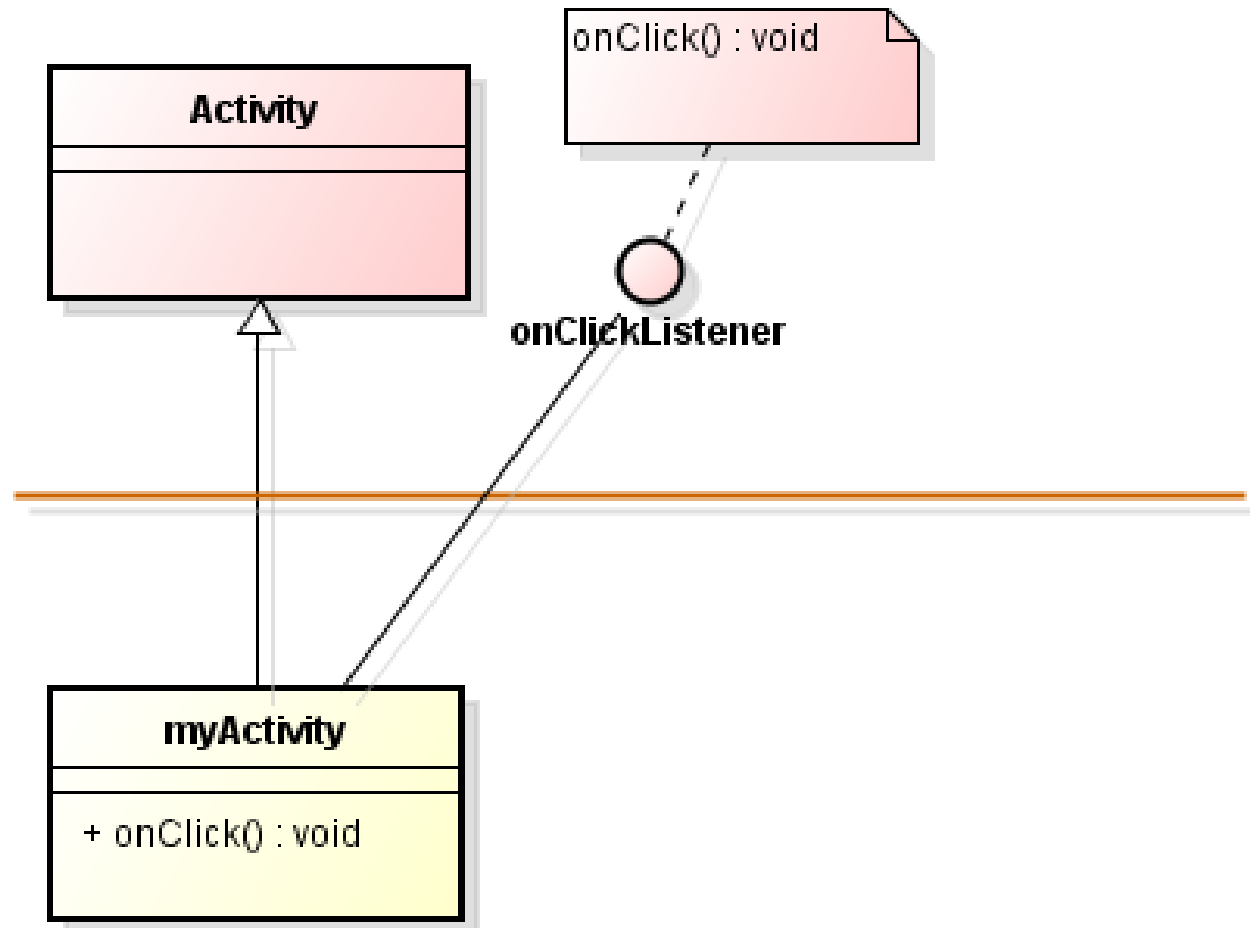 onClick() : void
Activity
onClickListener
myActivity
+ onClick() : void